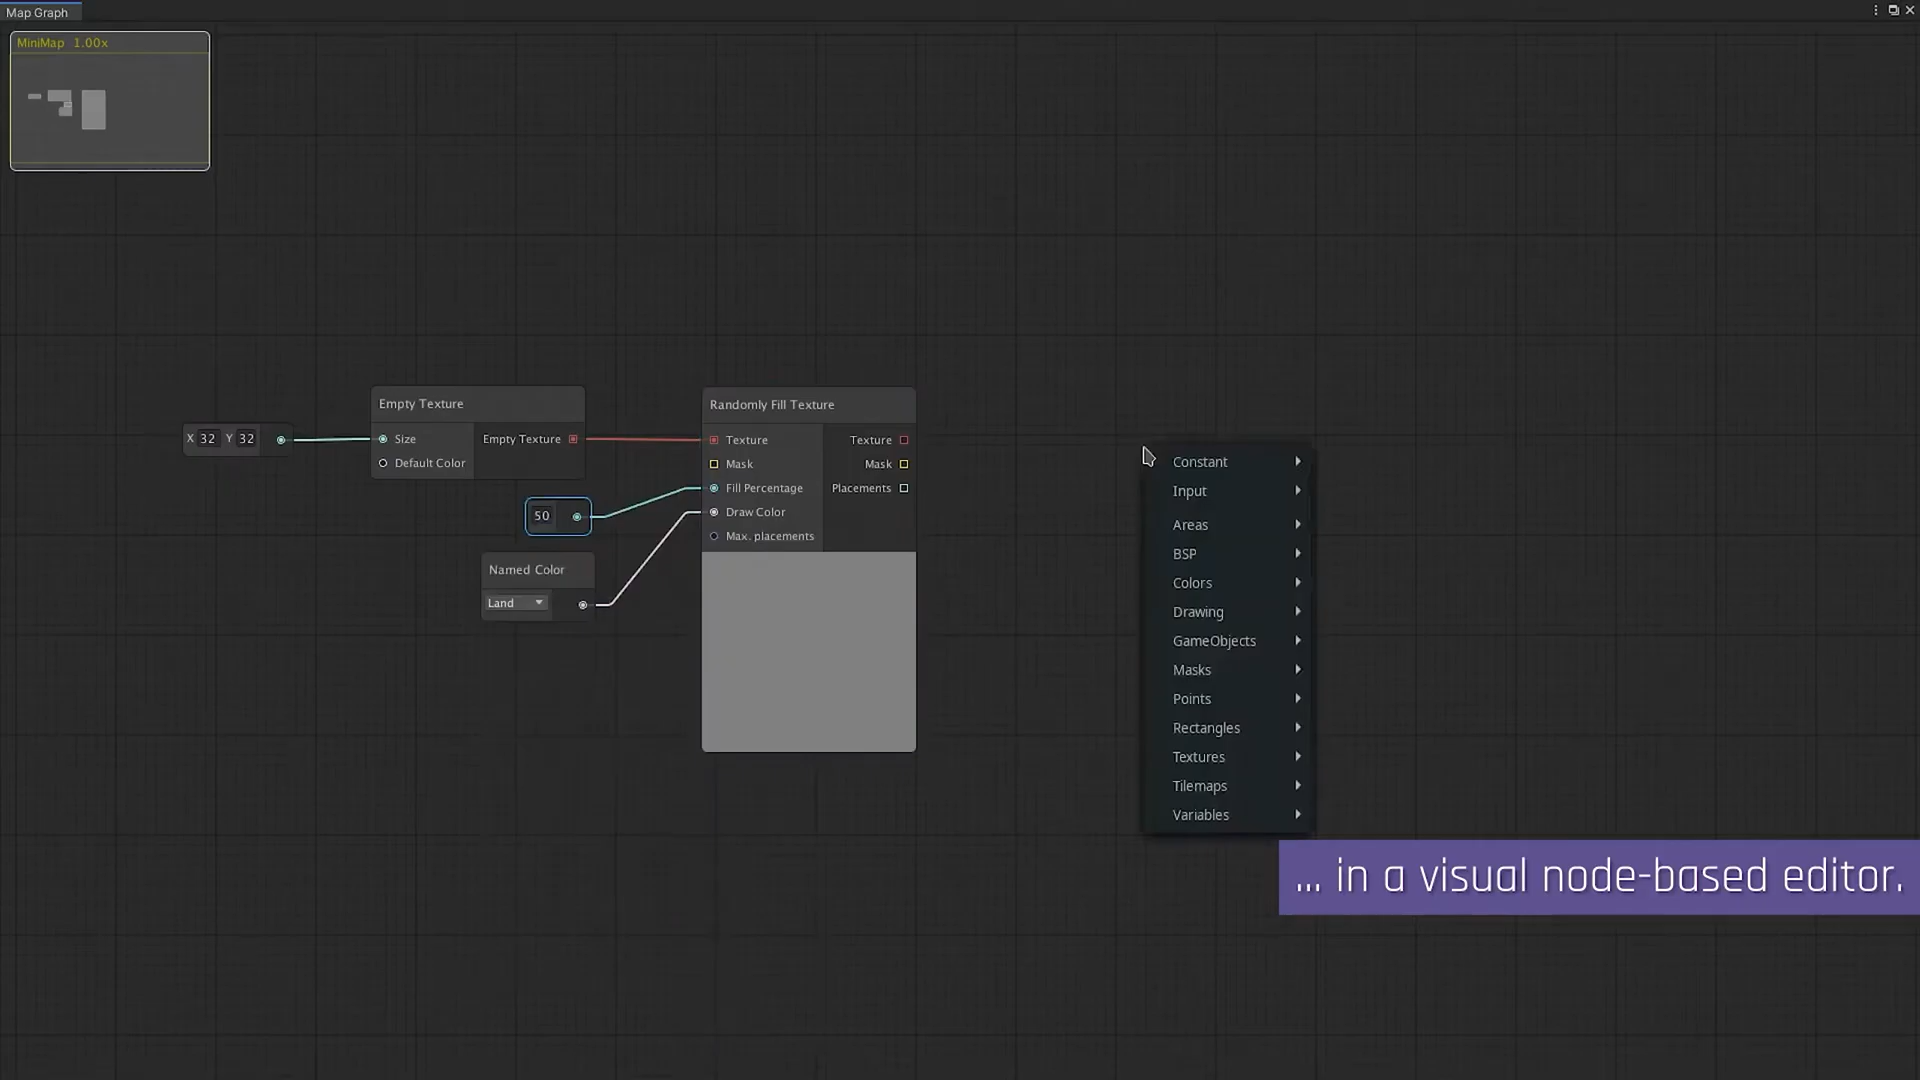 Map Graph
MiniMap 1.00x
X 32 Y 32
Empty Texture
Size
Default Color
Empty Texture
50
Named Color
Land
Randomly Fill Texture
Texture
Mask
Fill Percentage
Draw Color
Max. placements
Texture
Mask
Placements
Constant
Input
Areas
BSP
Colors
Drawing
GameObjects
Masks
Points
Rectangles
Textures
Tilemaps
Variables
... in a visual node-based editor.